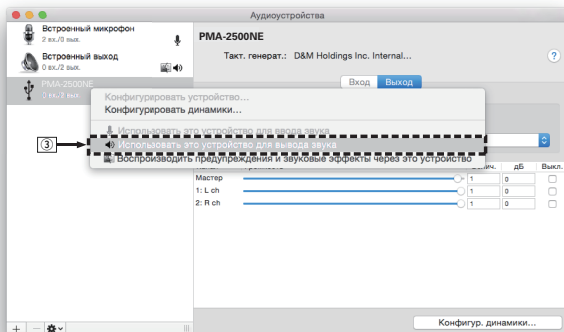 Аудиоустройства
Встроенный микрофон
2 вх./0 вых.
Встроенный выход
0 вх./2 вых.
PMA-2500NE
PMA-2500NE
Такт. генерат.: D&M Holdings Inc. Internal...
?
Вход Выход
Конфигурировать устройство...
Конфигурировать динамики...
Использовать это устройство для ввода звука
③ Использовать это устройство для вывода звука
Воспроизводить предупреждения и звуковые эффекты через это устройство
дБ Выкл.
Мастер 1 0
1: L ch 1 0
2: R ch 1 0
Конфигур. динамики...